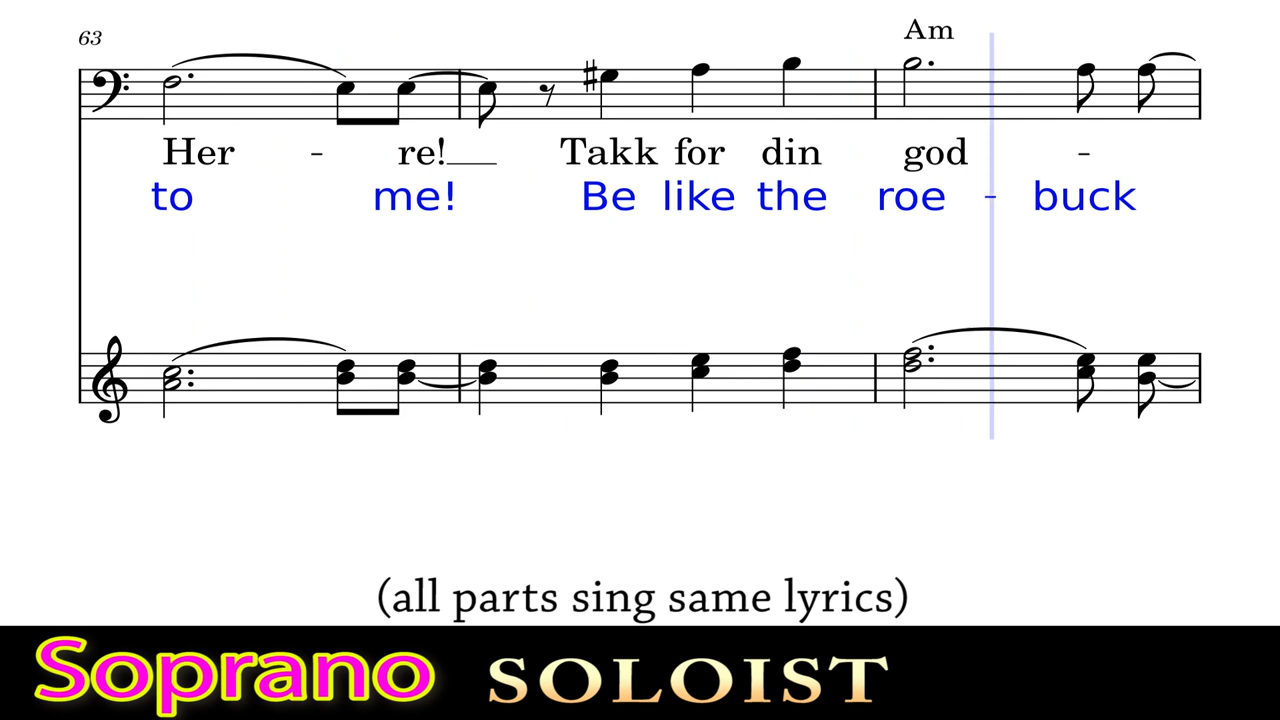 63
Am
Her - re!__ Takk for din god -
to me! Be like the roe - buck
(all parts sing same lyrics)
Soprano SOLOIST